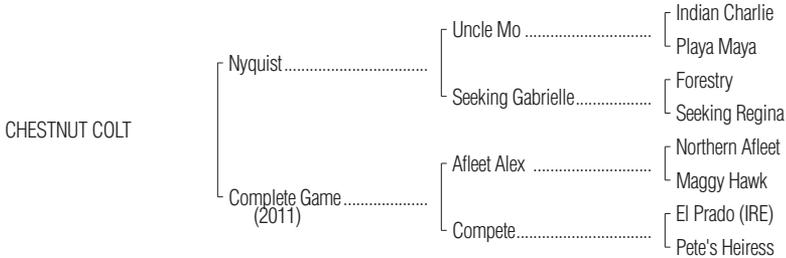 Indian Charlie
Uncle Mo ..............................
Playa Maya
Nyquist..................................
Forestry
Seeking Gabrielle..................
Seeking Regina
CHESTNUT COLT
Northern Afleet
Afleet Alex ............................
Maggy Hawk
Complete Game....................
(2011)
El Prado (IRE)
Compete................................
Pete's Heiress